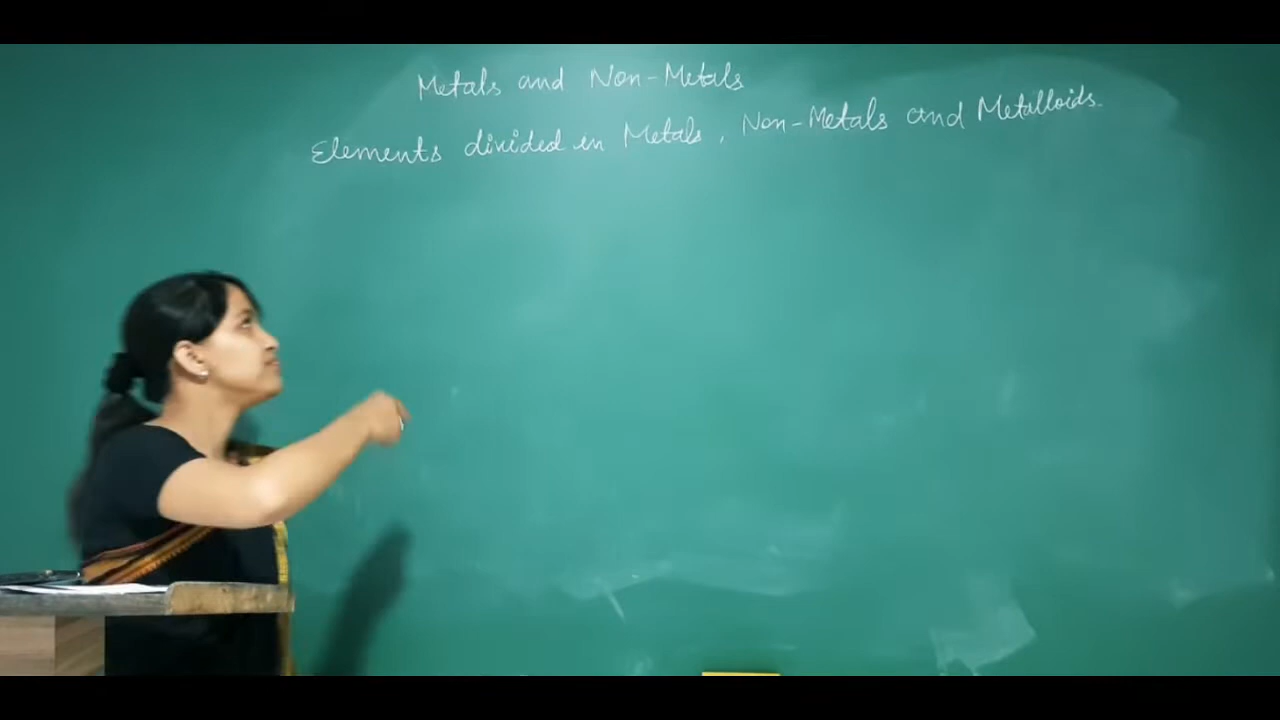 Metals and Non-Metals
Elements divided in Metals, Non-Metals and Metalloids.